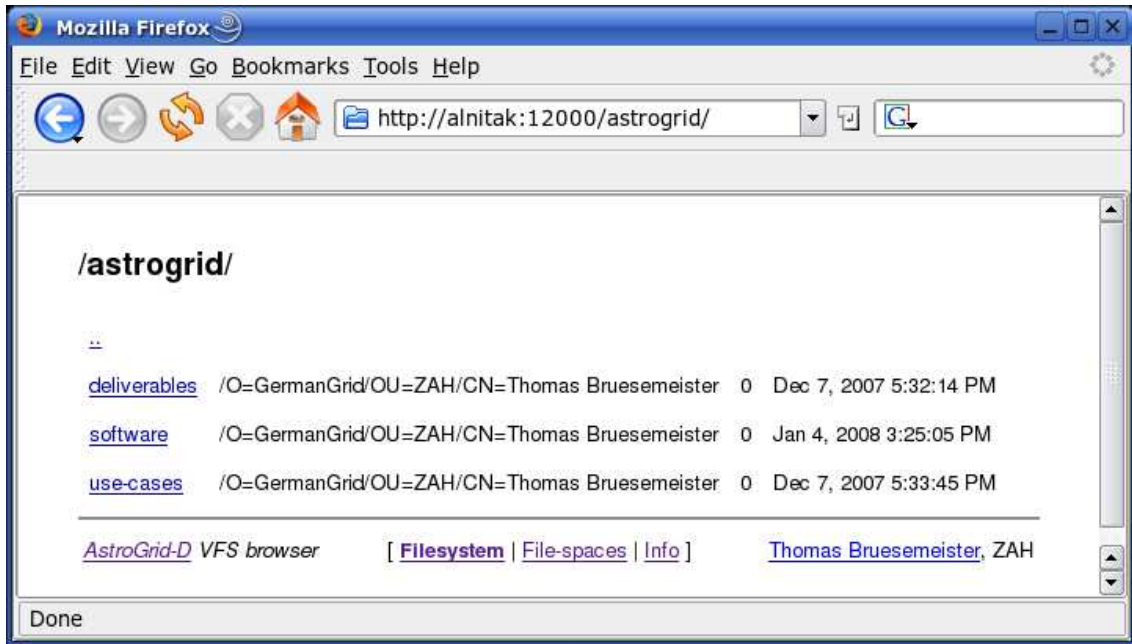 Mozilla Firefox
File Edit View Go Bookmarks Tools Help
http://alnitak:12000/astrogrid/ G
/astrogrid/
..
deliverables /O=GermanGrid/OU=ZAH/CN=Thomas Bruesemeister 0 Dec 7, 2007 5:32:14 PM
software /O=GermanGrid/OU=ZAH/CN=Thomas Bruesemeister 0 Jan 4, 2008 3:25:05 PM
use-cases /O=GermanGrid/OU=ZAH/CN=Thomas Bruesemeister 0 Dec 7, 2007 5:33:45 PM
AstroGrid-D VFS browser [ Filesystem | File-spaces | Info ] Thomas Bruesemeister, ZAH
Done